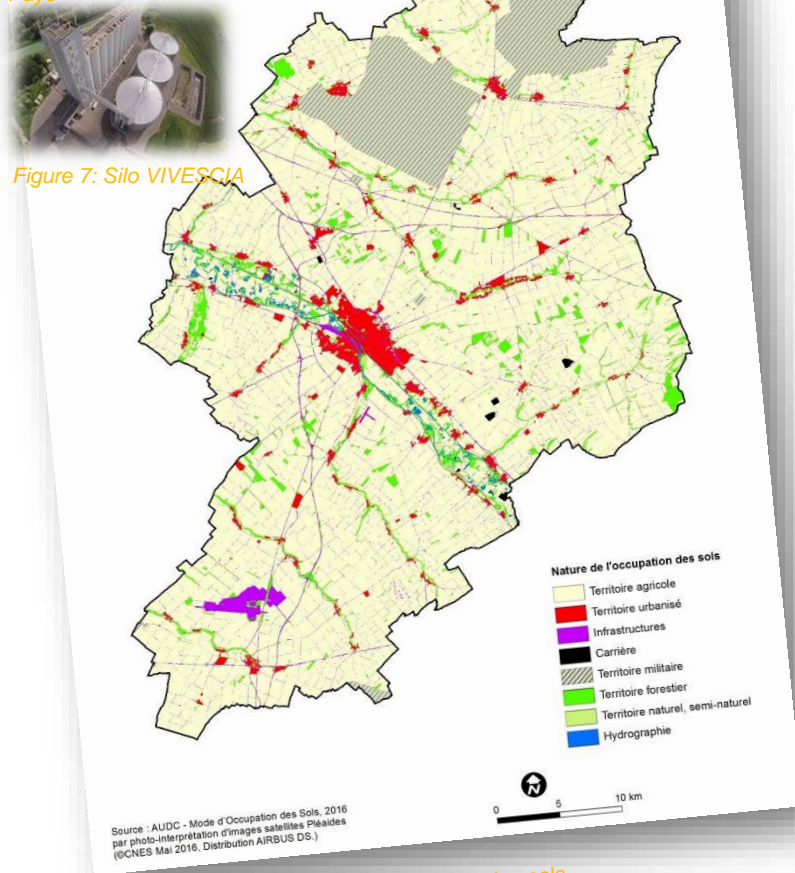 Figure 7: Silo VIVESCIA
Nature de l'occupation des sols
Territoire agricole
Territoire urbanisé
Infrastructures
Carrière
Territoire militaire
Territoire forestier
Territoire naturel, semi-naturel
Hydrographie
N
0 5 10 km
Source : AUDC - Mode d'Occupation des Sols, 2016
par photo-interprétation d'images satellites Pléaides
(©CNES Mai 2016, Distribution AIRBUS DS.)